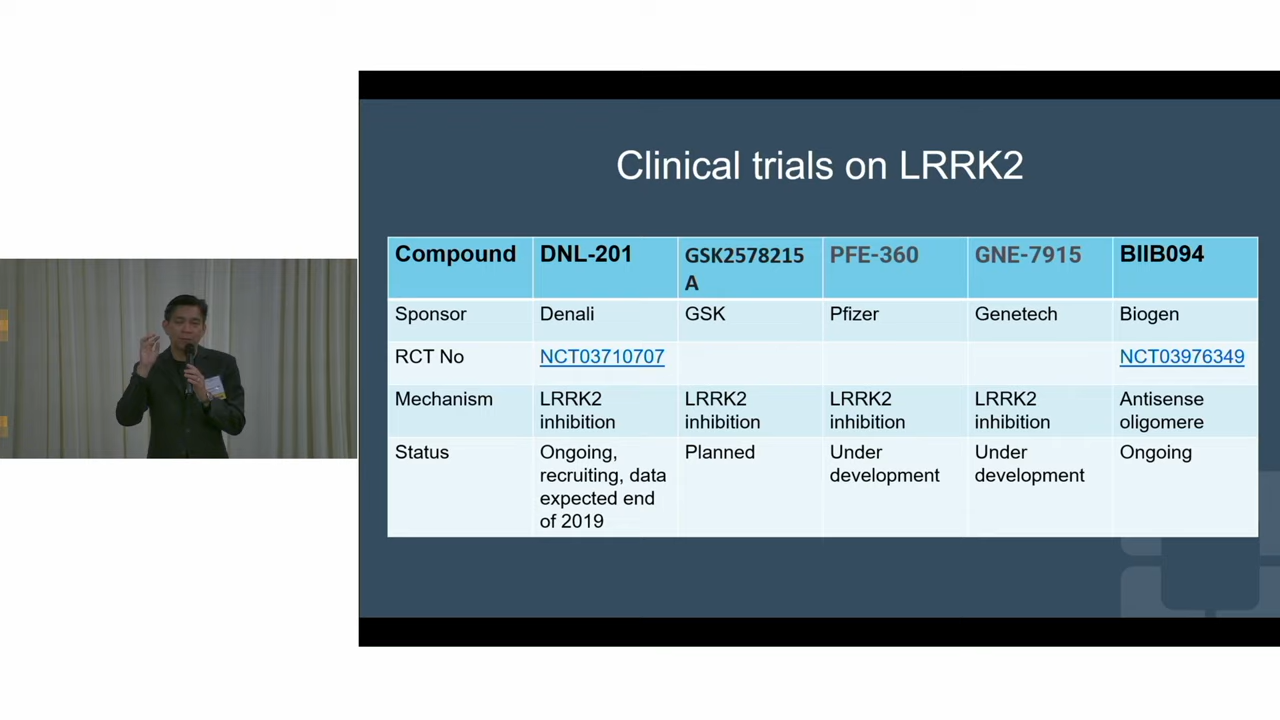 Clinical trials on LRRK2
Compound DNL-201 GSK2578215 PFE-360 GNE-7915 BIIB094
A
Sponsor Denali GSK Pfizer Genetech Biogen
RCT No NCT03710707 NCT03976349
Mechanism LRRK2 LRRK2 LRRK2 LRRK2 Antisense
inhibition inhibition inhibition inhibition oligomere
Status Ongoing, Planned Under Under Ongoing
recruiting, data development development
expected end
of 2019